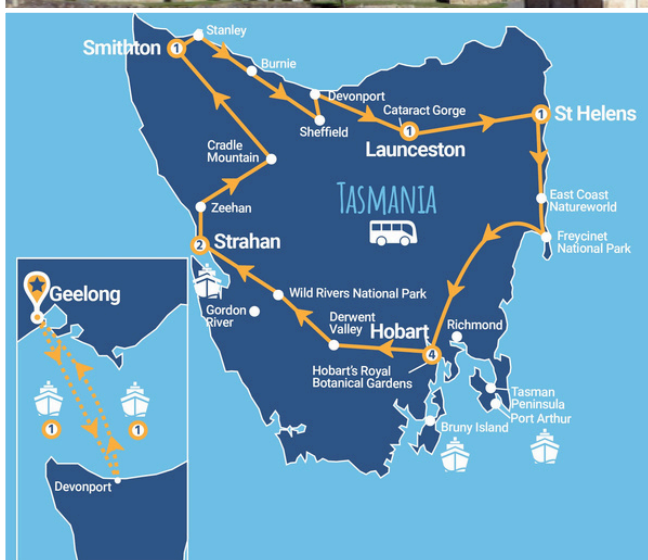 Stanley
Smithton
1
Burnie
Devonport
Cataract Gorge
1
1
St Helens
Sheffield
Launceston
Cradle
Mountain
TASMANIA
East Coast
Natureworld
Zeehan
Freycinet
National Park
2
Strahan
Geelong
Wild Rivers National Park
Gordon
River
Derwent
Valley
Hobart
4
Richmond
Hobart's Royal
Botanical Gardens
Tasman
Peninsula
Port Arthur
Bruny Island
1
1
Devonport